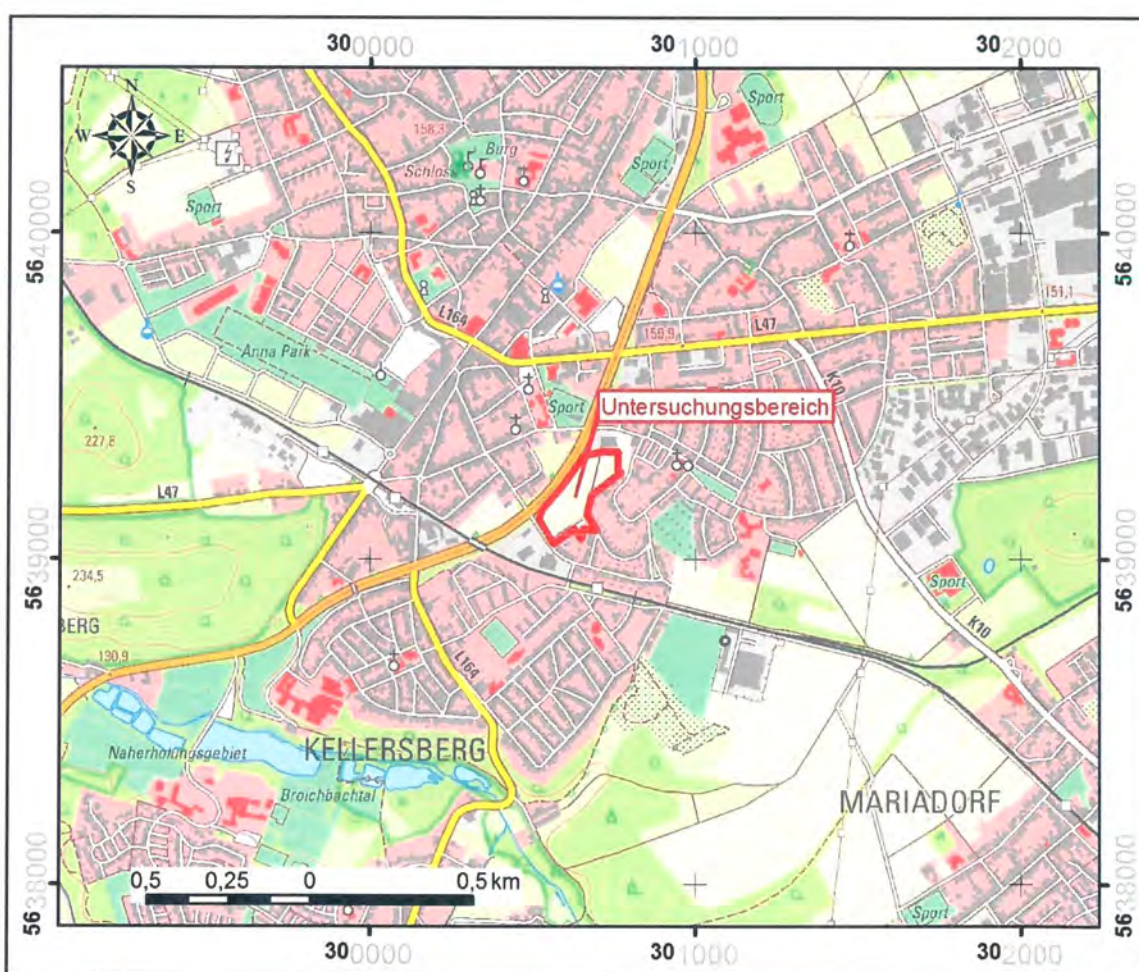 300000
301000
302000
N
W
E
S
Sport
158,3
Burg
Schloss
Sport
Sport
5640000
5640000
L164
151,1
159,9
L47
Anna Park
K10
Sport
Untersuchungsbereich
227,8
L47
5639000
5639000
234,5
Sport
BERG
K10
130,9
L164
Naherholungsgebiet
KELLERSBERG
Broichbachtal
MARIADORF
0,5
0,25
0
0,5 km
5638000
5638000
Sport
300000
301000
302000